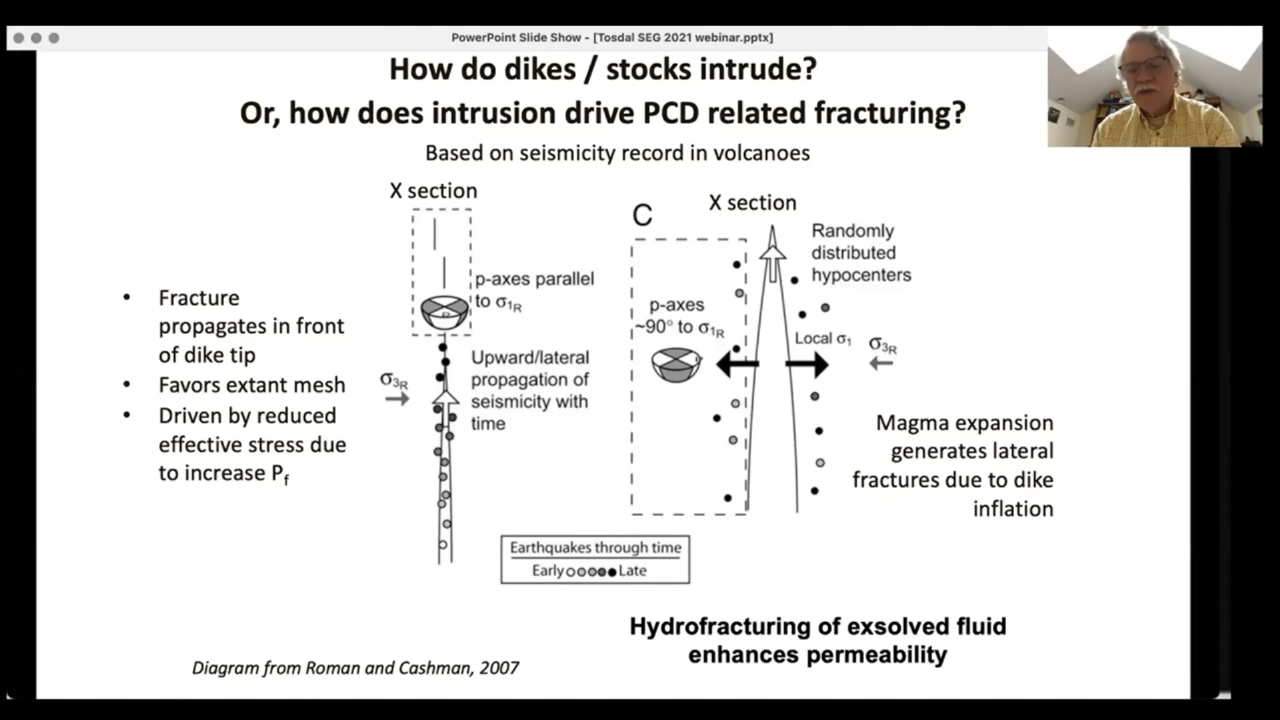 PowerPoint Slide Show - [Tosdal SEG 2021 webinar.pptx]
How do dikes / stocks intrude?
Or, how does intrusion drive PCD related fracturing?
Based on seismicity record in volcanoes
X section
p-axes parallel
to σ1R
Upward/lateral
propagation of
seismicity with
time
σ3R
• Fracture
propagates in front
of dike tip
• Favors extant mesh
• Driven by reduced
effective stress due
to increase Pf
C
X section
Randomly
distributed
hypocenters
p-axes
~90° to σ1R
Local σ1
σ3R
Magma expansion
generates lateral
fractures due to dike
inflation
Earthquakes through time
Early Late
Hydrofracturing of exsolved fluid
enhances permeability
Diagram from Roman and Cashman, 2007